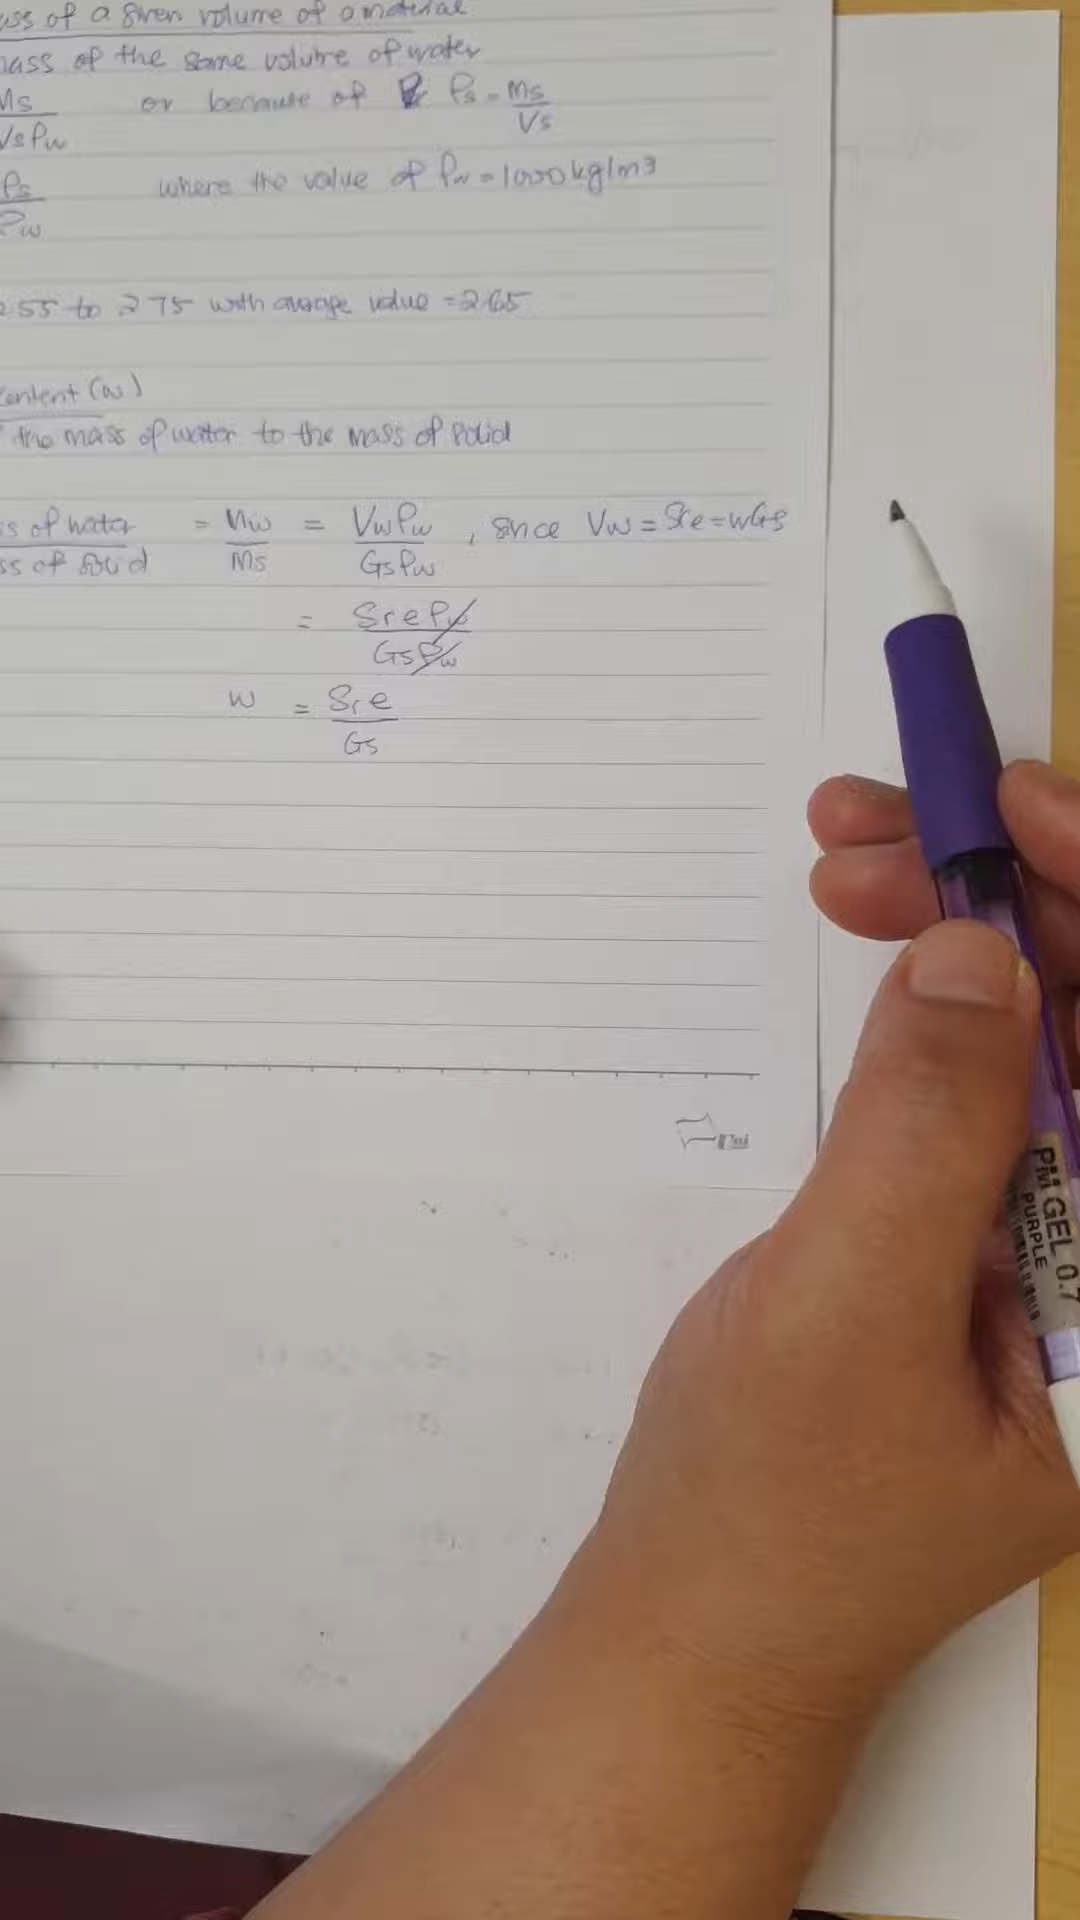 ss of a given volume of a material
mass of the same volume of water
Ms or because of ρs = Ms
Vsρw Vs
ρs where the value of ρw = 1000 kg/m3
ρw
2.55 to 2.75 with average value = 2.65
content (w)
the mass of water to the mass of solid
ss of water = Mw = Vwρw , since Vw = Sre = wGs
ss of solid Ms Gsρw
= Sreρw
Gsρw
w = Sre
Gs
PM GEL 0.7
PURPLE